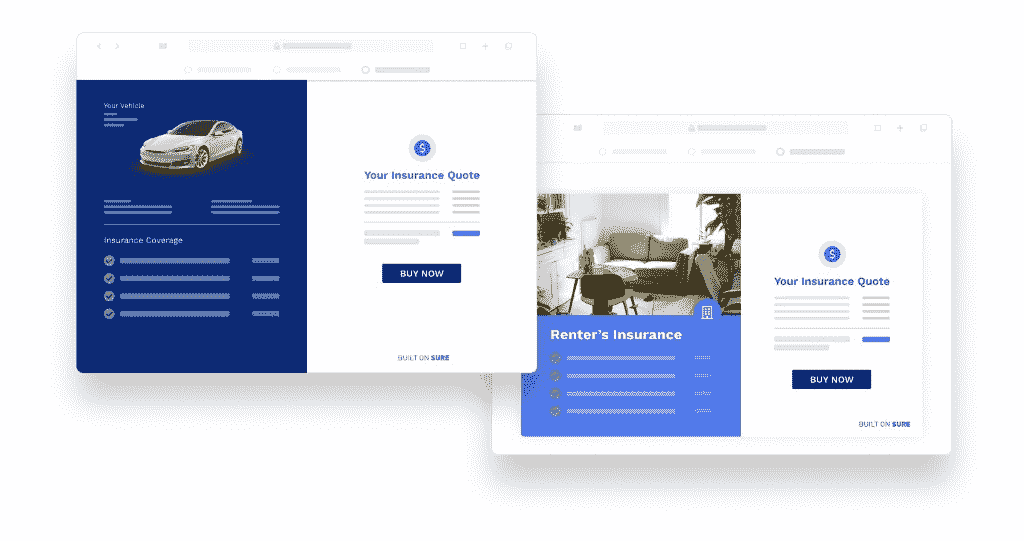 Your Vehicle
Insurance Coverage
Your Insurance Quote
BUY NOW
BUILT ON SURE
Renter's Insurance
Your Insurance Quote
BUY NOW
BUILT ON SURE